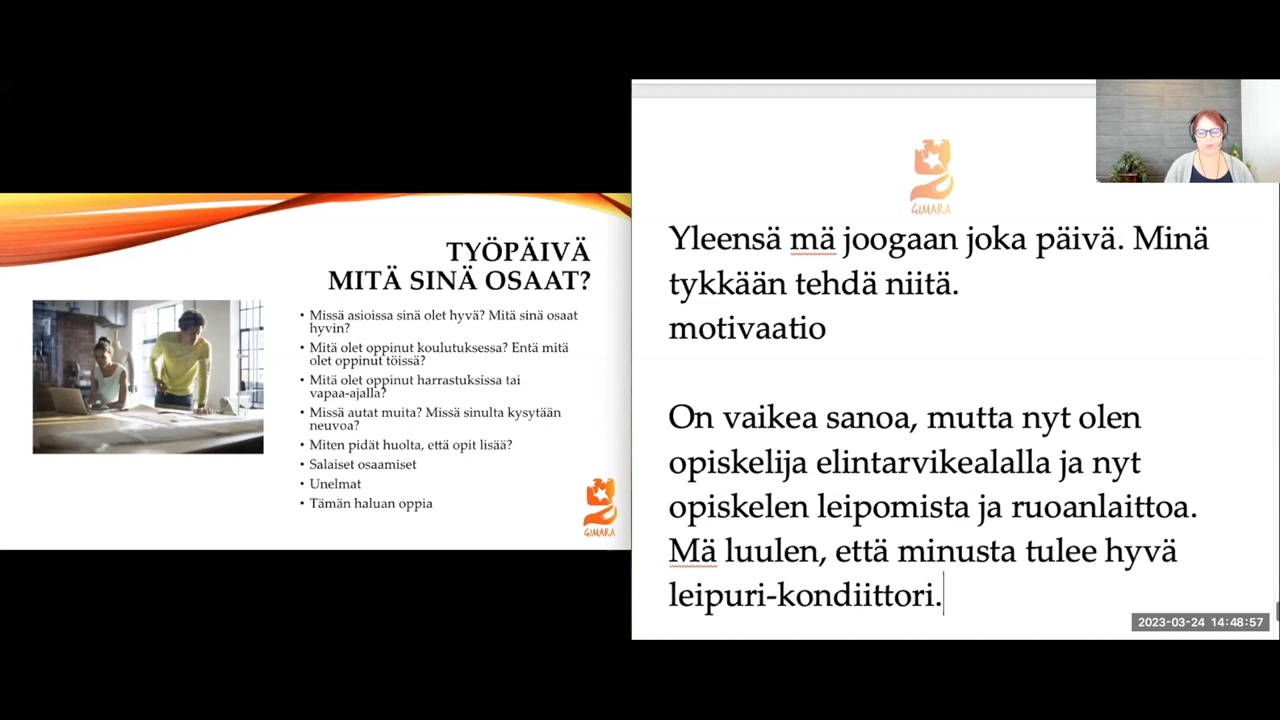 TYÖPÄIVÄ
MITÄ SINÄ OSAAT?
• Missä asioissa sinä olet hyvä? Mitä sinä osaat
hyvin?
• Mitä olet oppinut koulutuksessa? Entä mitä
olet oppinut töissä?
• Mitä olet oppinut harrastuksissa tai
vapaa-ajalla?
• Missä autat muita? Missä sinulta kysytään
neuvoa?
• Miten pidät huolta, että opit lisää?
• Salaiset osaamiset
• Unelmat
• Tämän haluan oppia
GIMARA
GIMARA
Yleensä mä joogaan joka päivä. Minä
tykkään tehdä niitä.
motivaatio
On vaikea sanoa, mutta nyt olen
opiskelija elintarvikealalla ja nyt
opiskelen leipomista ja ruoanlaittoa.
Mä luulen, että minusta tulee hyvä
leipuri-kondiittori.
2023-03-24 14:48:57